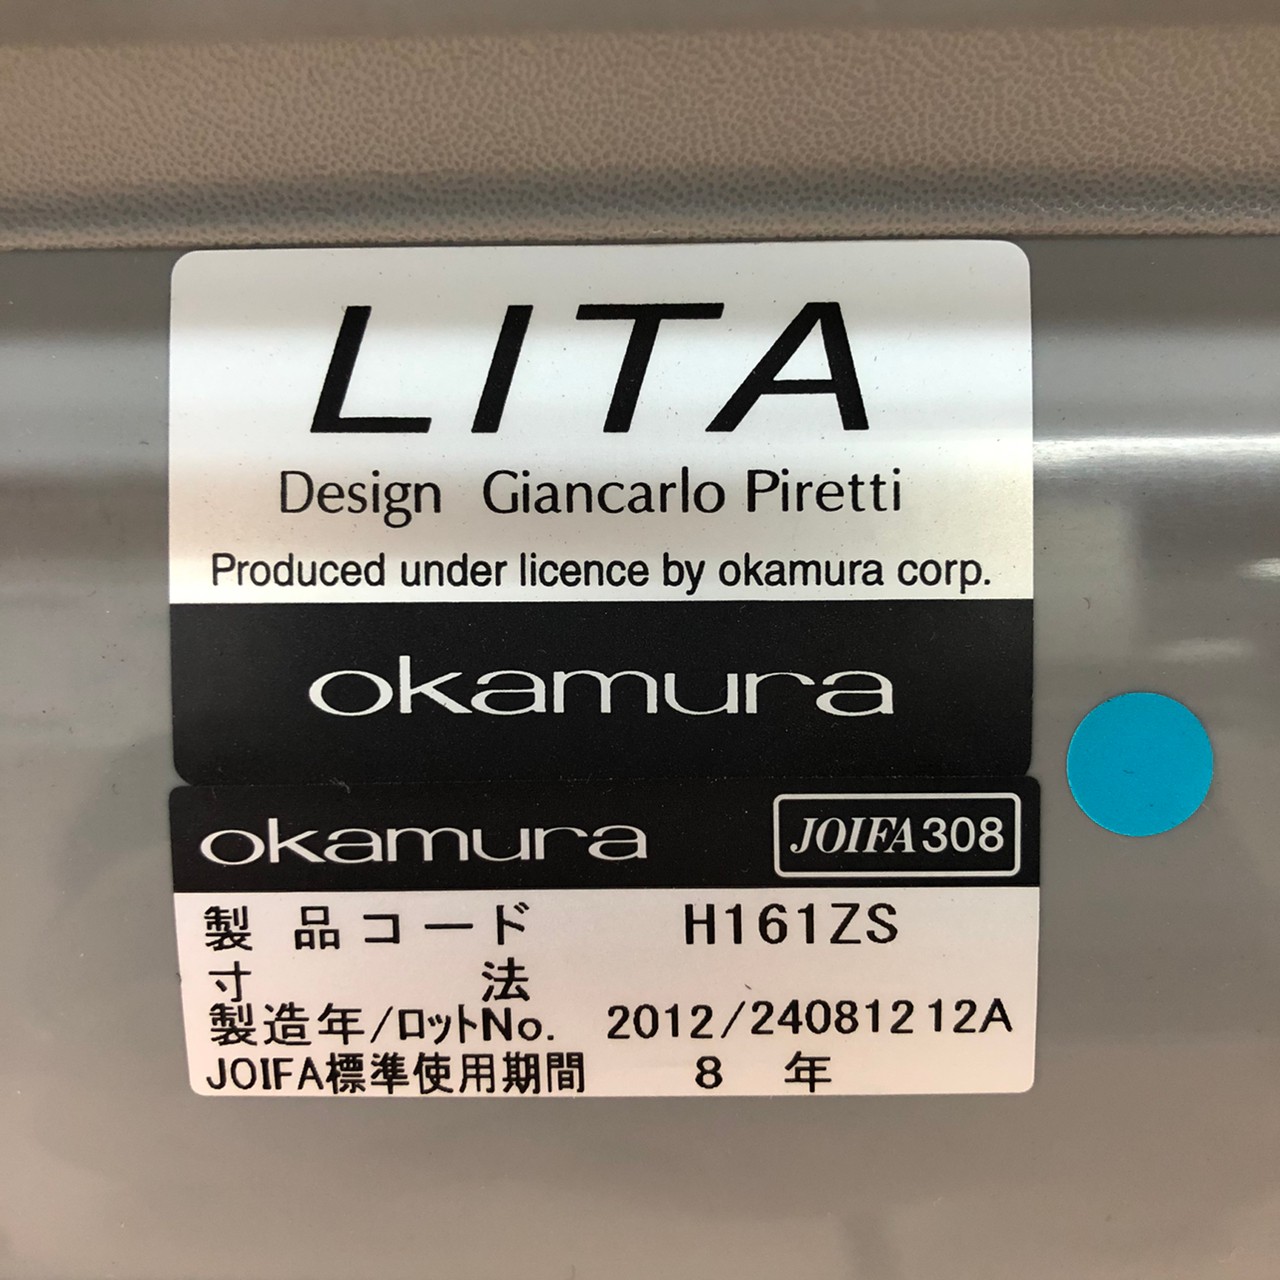 LITA
Design Giancarlo Piretti
Produced under licence by okamura corp.
okamura
okamura JOIFA308
製品コード H161ZS
寸法
製造年/ロットNo. 2012/24081212A
JOIFA標準使用期間 8 年